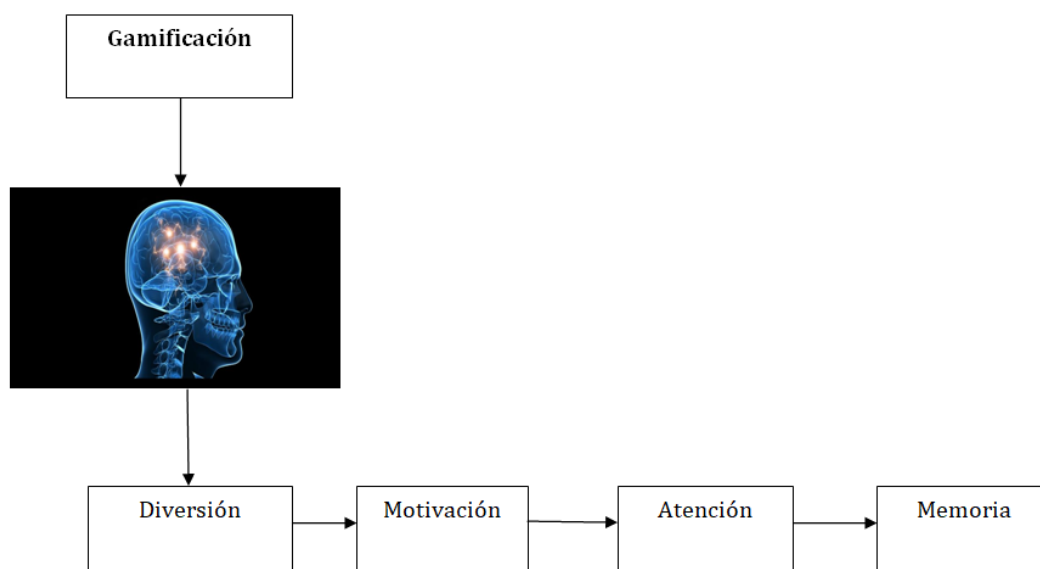 Gamificación
Diversión
Motivación
Atención
Memoria